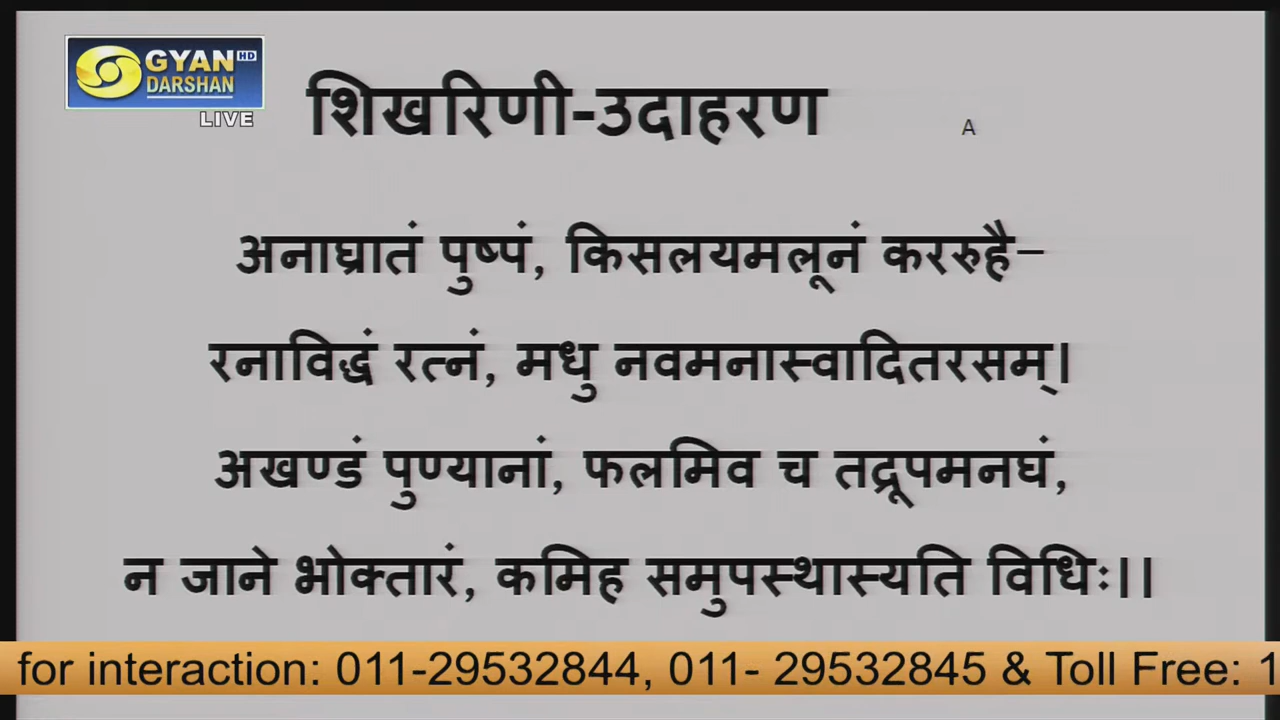 GYAN HD
DARSHAN
LIVE
शिखरिणी-उदाहरण
A
अनाघ्रातं पुष्पं, किसलयमलूनं कररुहै–
रनाविद्धं रत्नं, मधु नवमनास्वादितरसम्।
अखण्डं पुण्यानां, फलमिव च तद्रूपमनघं,
न जाने भोक्तारं, कमिह समुपस्थास्यति विधिः।।
for interaction: 011-29532844, 011- 29532845 & Toll Free: 1